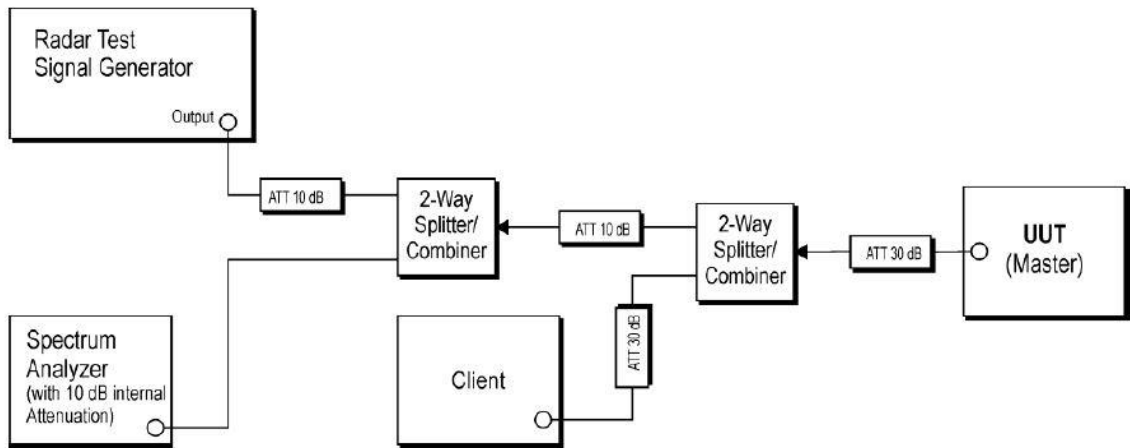 Radar Test
Signal Generator
Output
ATT 10 dB
2-Way
Splitter/
Combiner
ATT 10 dB
2-Way
Splitter/
Combiner
ATT 30 dB
UUT
(Master)
Spectrum
Analyzer
(with 10 dB internal
Attenuation)
Client
ATT 30 dB